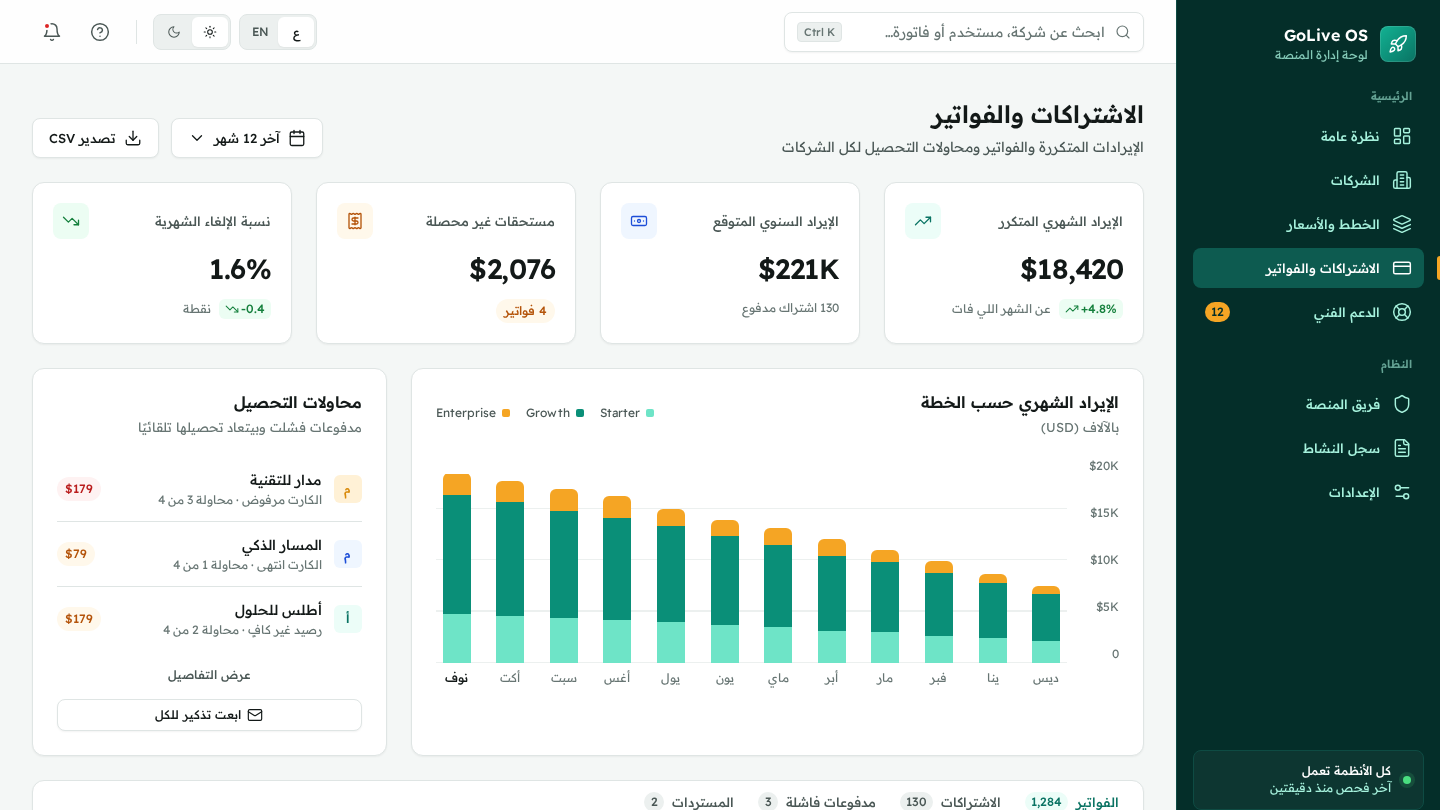 GoLive OS
لوحة إدارة المنصة
الرئيسية
نظرة عامة
الشركات
الخطط والأسعار
الاشتراكات والفواتير
الدعم الفني
12
النظام
فريق المنصة
سجل النشاط
الإعدادات
كل الأنظمة تعمل
آخر فحص منذ دقيقتين
ابحث عن شركة، مستخدم أو فاتورة...
Ctrl K
ع
EN
الاشتراكات والفواتير
الإيرادات المتكررة والفواتير ومحاولات التحصيل لكل الشركات
آخر 12 شهر
تصدير CSV
الإيراد الشهري المتكرر
$18,420
+4.8% عن الشهر اللي فات
الإيراد السنوي المتوقع
$221K
130 اشتراك مدفوع
مستحقات غير محصلة
$2,076
4 فواتير
نسبة الإلغاء الشهرية
1.6%
-0.4 نقطة
الإيراد الشهري حسب الخطة
بالآلاف (USD)
Starter
Growth
Enterprise
$20K
$15K
$10K
$5K
0
ديس
ينا
فبر
مار
أبر
ماي
يون
يول
أغس
سبت
أكت
نوف
محاولات التحصيل
مدفوعات فشلت وبيتعاد تحصيلها تلقائيًا
م
مدار للتقنية
الكارت مرفوض · محاولة 3 من 4
$179
م
المسار الذكي
الكارت انتهى · محاولة 1 من 4
$79
أ
أطلس للحلول
رصيد غير كافٍ · محاولة 2 من 4
$179
عرض التفاصيل
ابعت تذكير للكل
الفواتير 1,284
الاشتراكات 130
مدفوعات فاشلة 3
المستردات 2